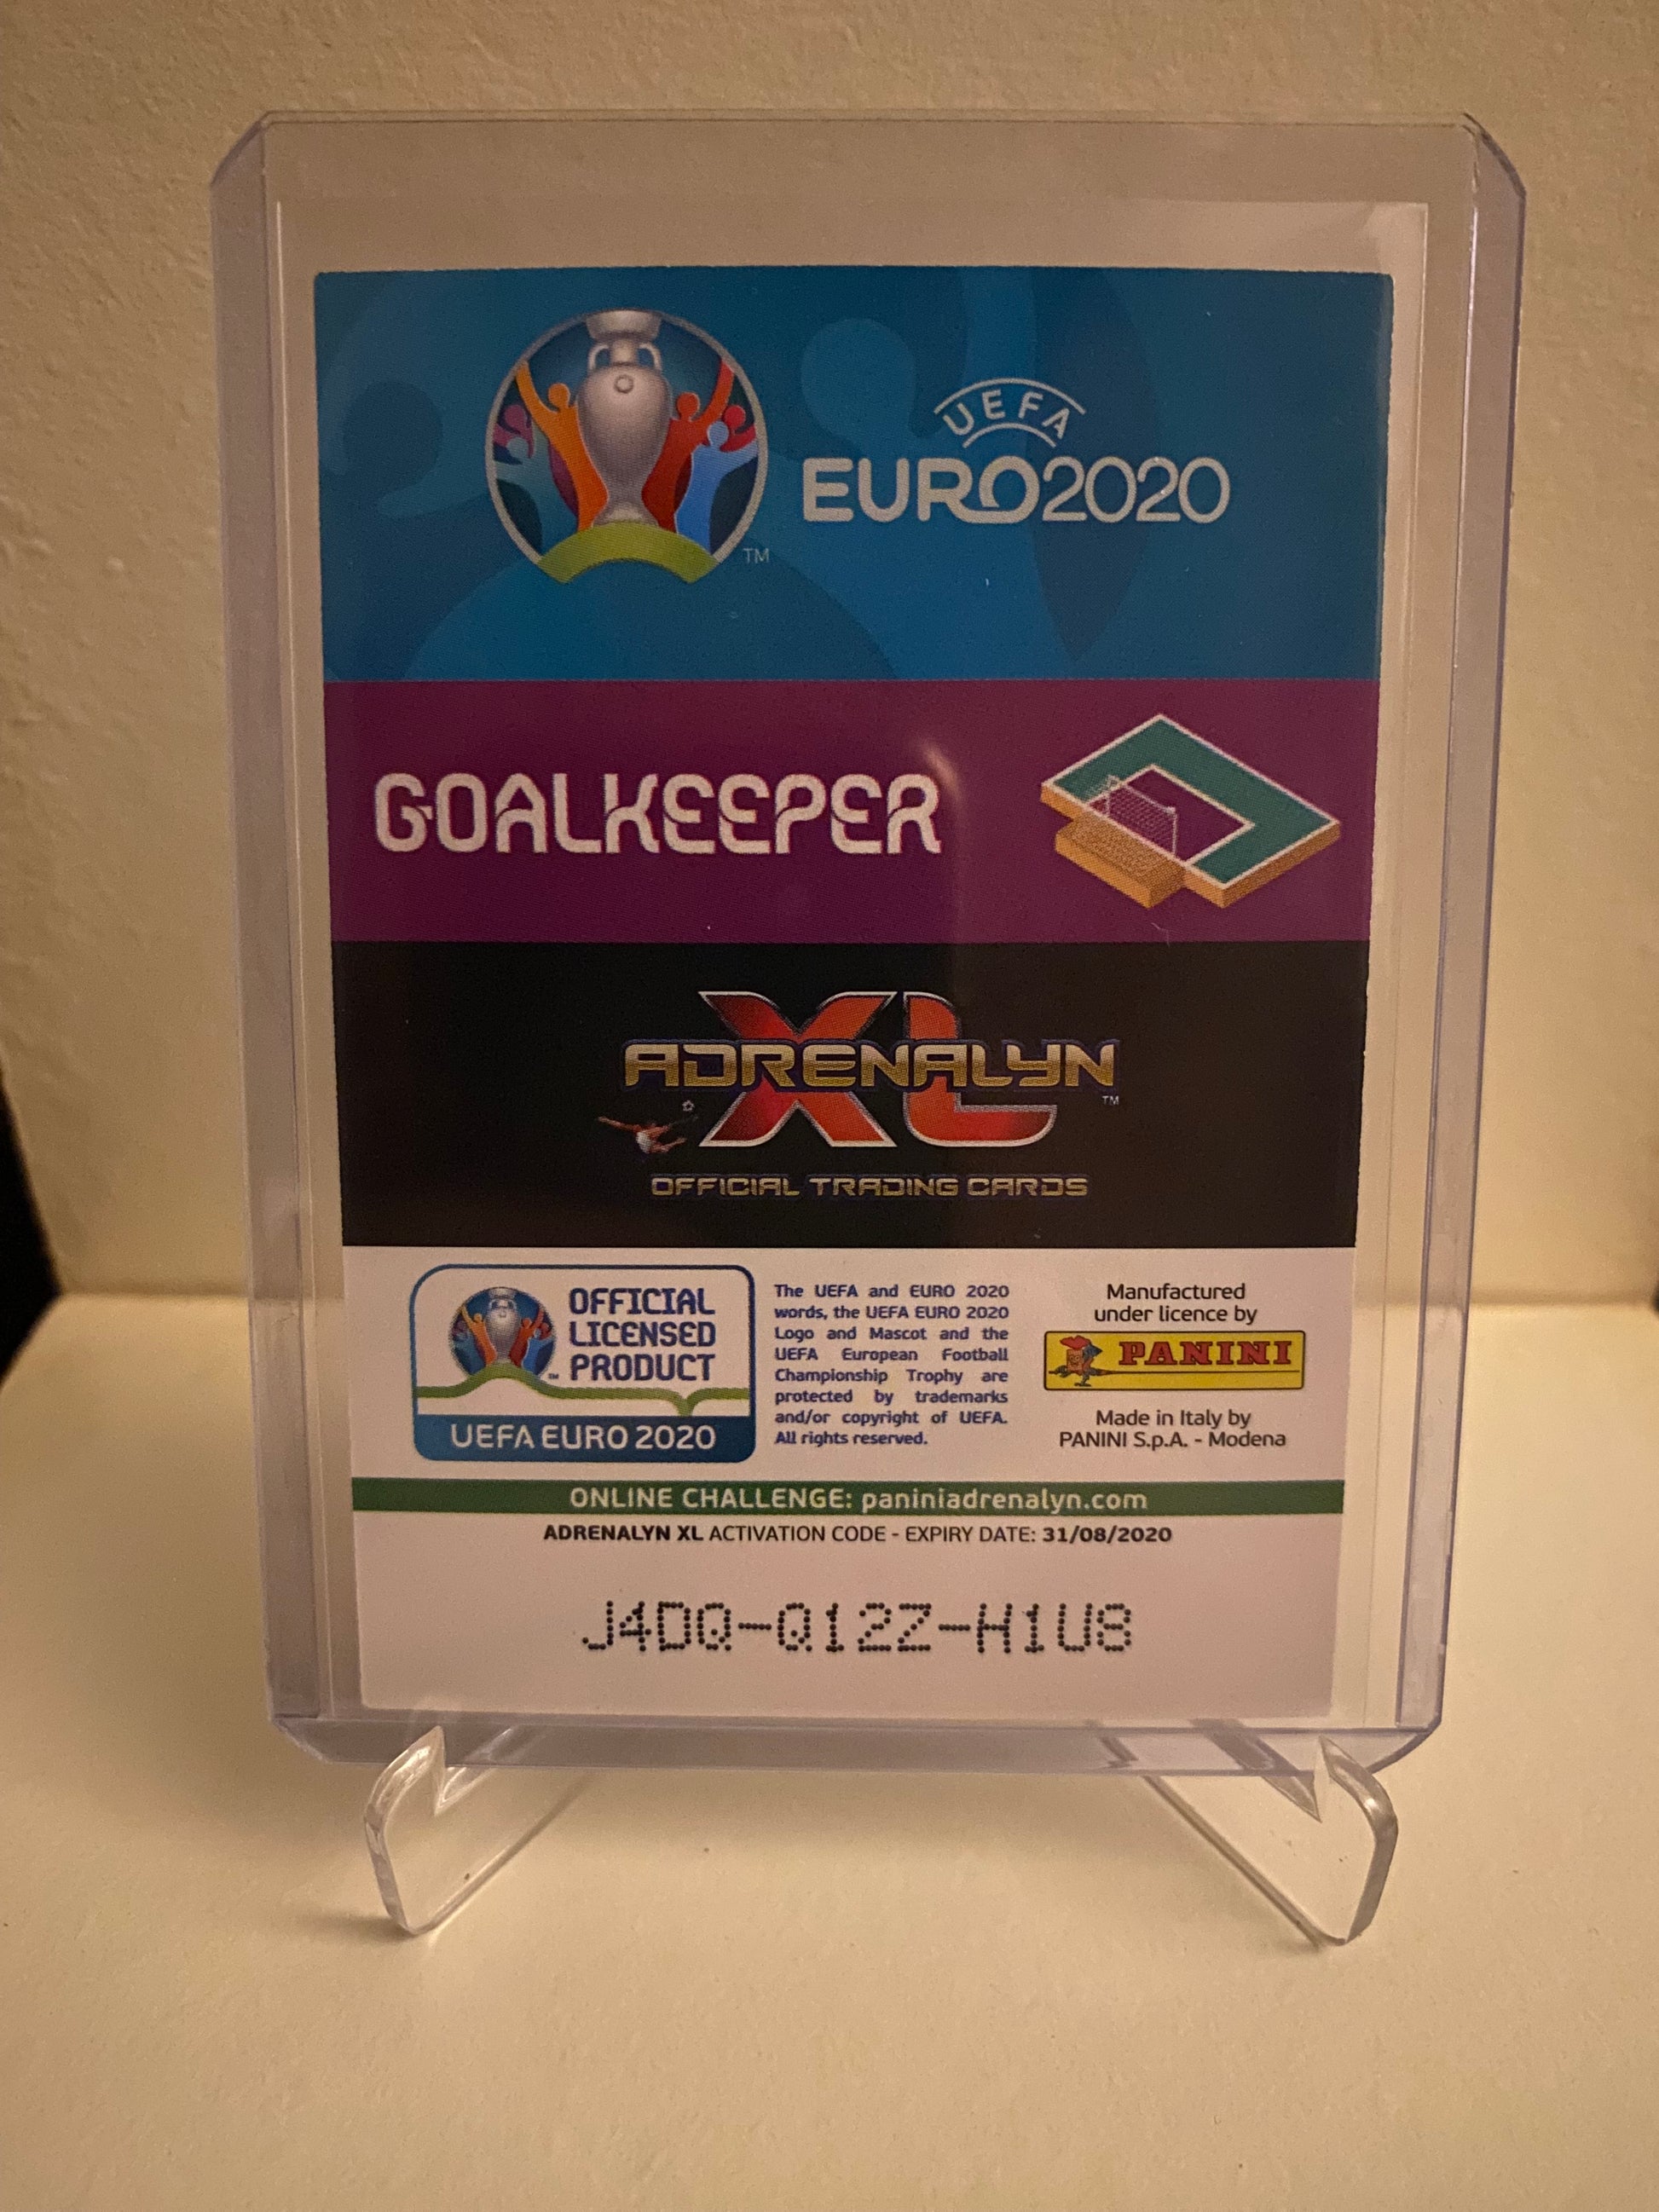 UEFA
EURO2020
TM
GOALKEEPER
XL
ADRENALYN
TM
OFFICIAL TRADING CARDS
OFFICIAL
LICENSED
PRODUCT
TM
UEFA EURO 2020
The UEFA and EURO 2020
words, the UEFA EURO 2020
Logo and Mascot and the
UEFA European Football
Championship Trophy are
protected by trademarks
and/or copyright of UEFA.
All rights reserved.
Manufactured
under licence by
PANINI
Made in Italy by
PANINI S.p.A. - Modena
ONLINE CHALLENGE: paniniadrenalyn.com
ADRENALYN XL ACTIVATION CODE - EXPIRY DATE: 31/08/2020
J4DQ-Q12Z-H1U8